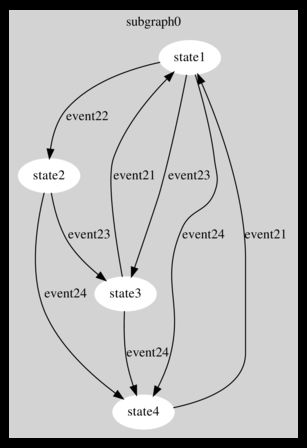 subgraph0
state1
event22
state2
event21
event23
event23
event24
event21
event24
state3
event24
state4